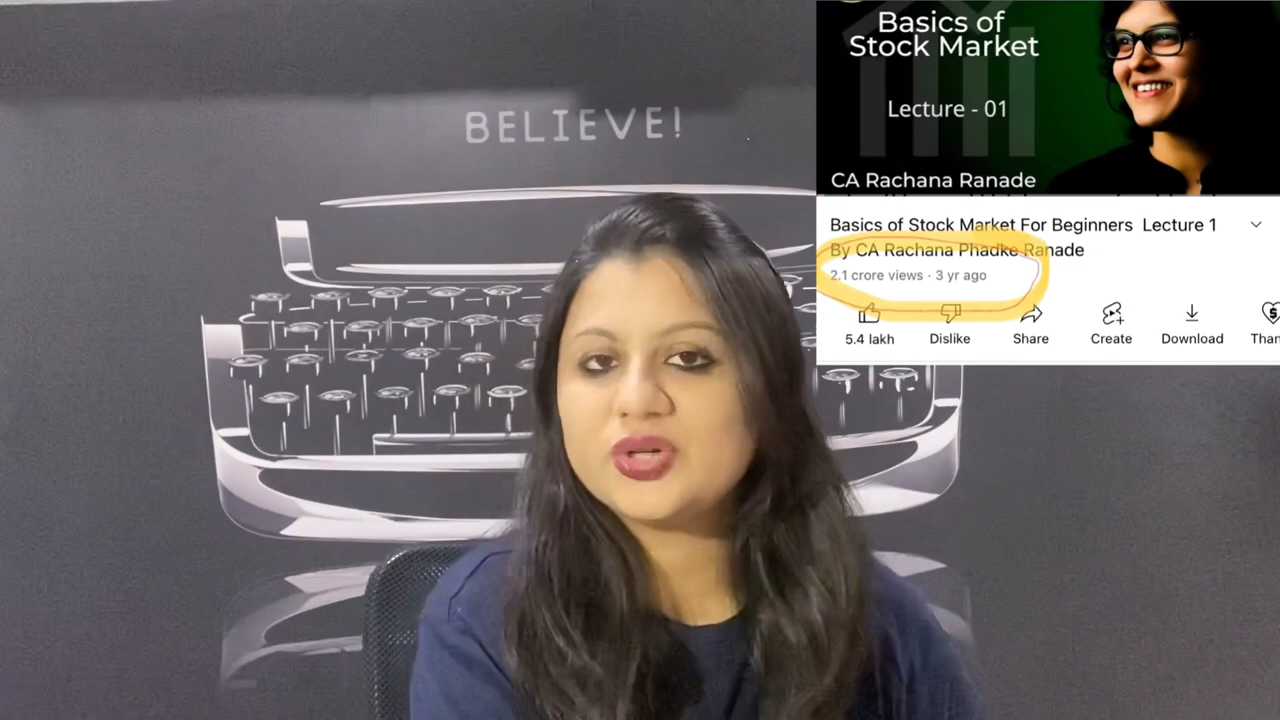 BELIEVE!
Basics of
Stock Market
Lecture - 01
CA Rachana Ranade
Basics of Stock Market For Beginners Lecture 1
By CA Rachana Phadke Ranade
2.1 crore views · 3 yr ago
5.4 lakh
Dislike
Share
Create
Download
Than